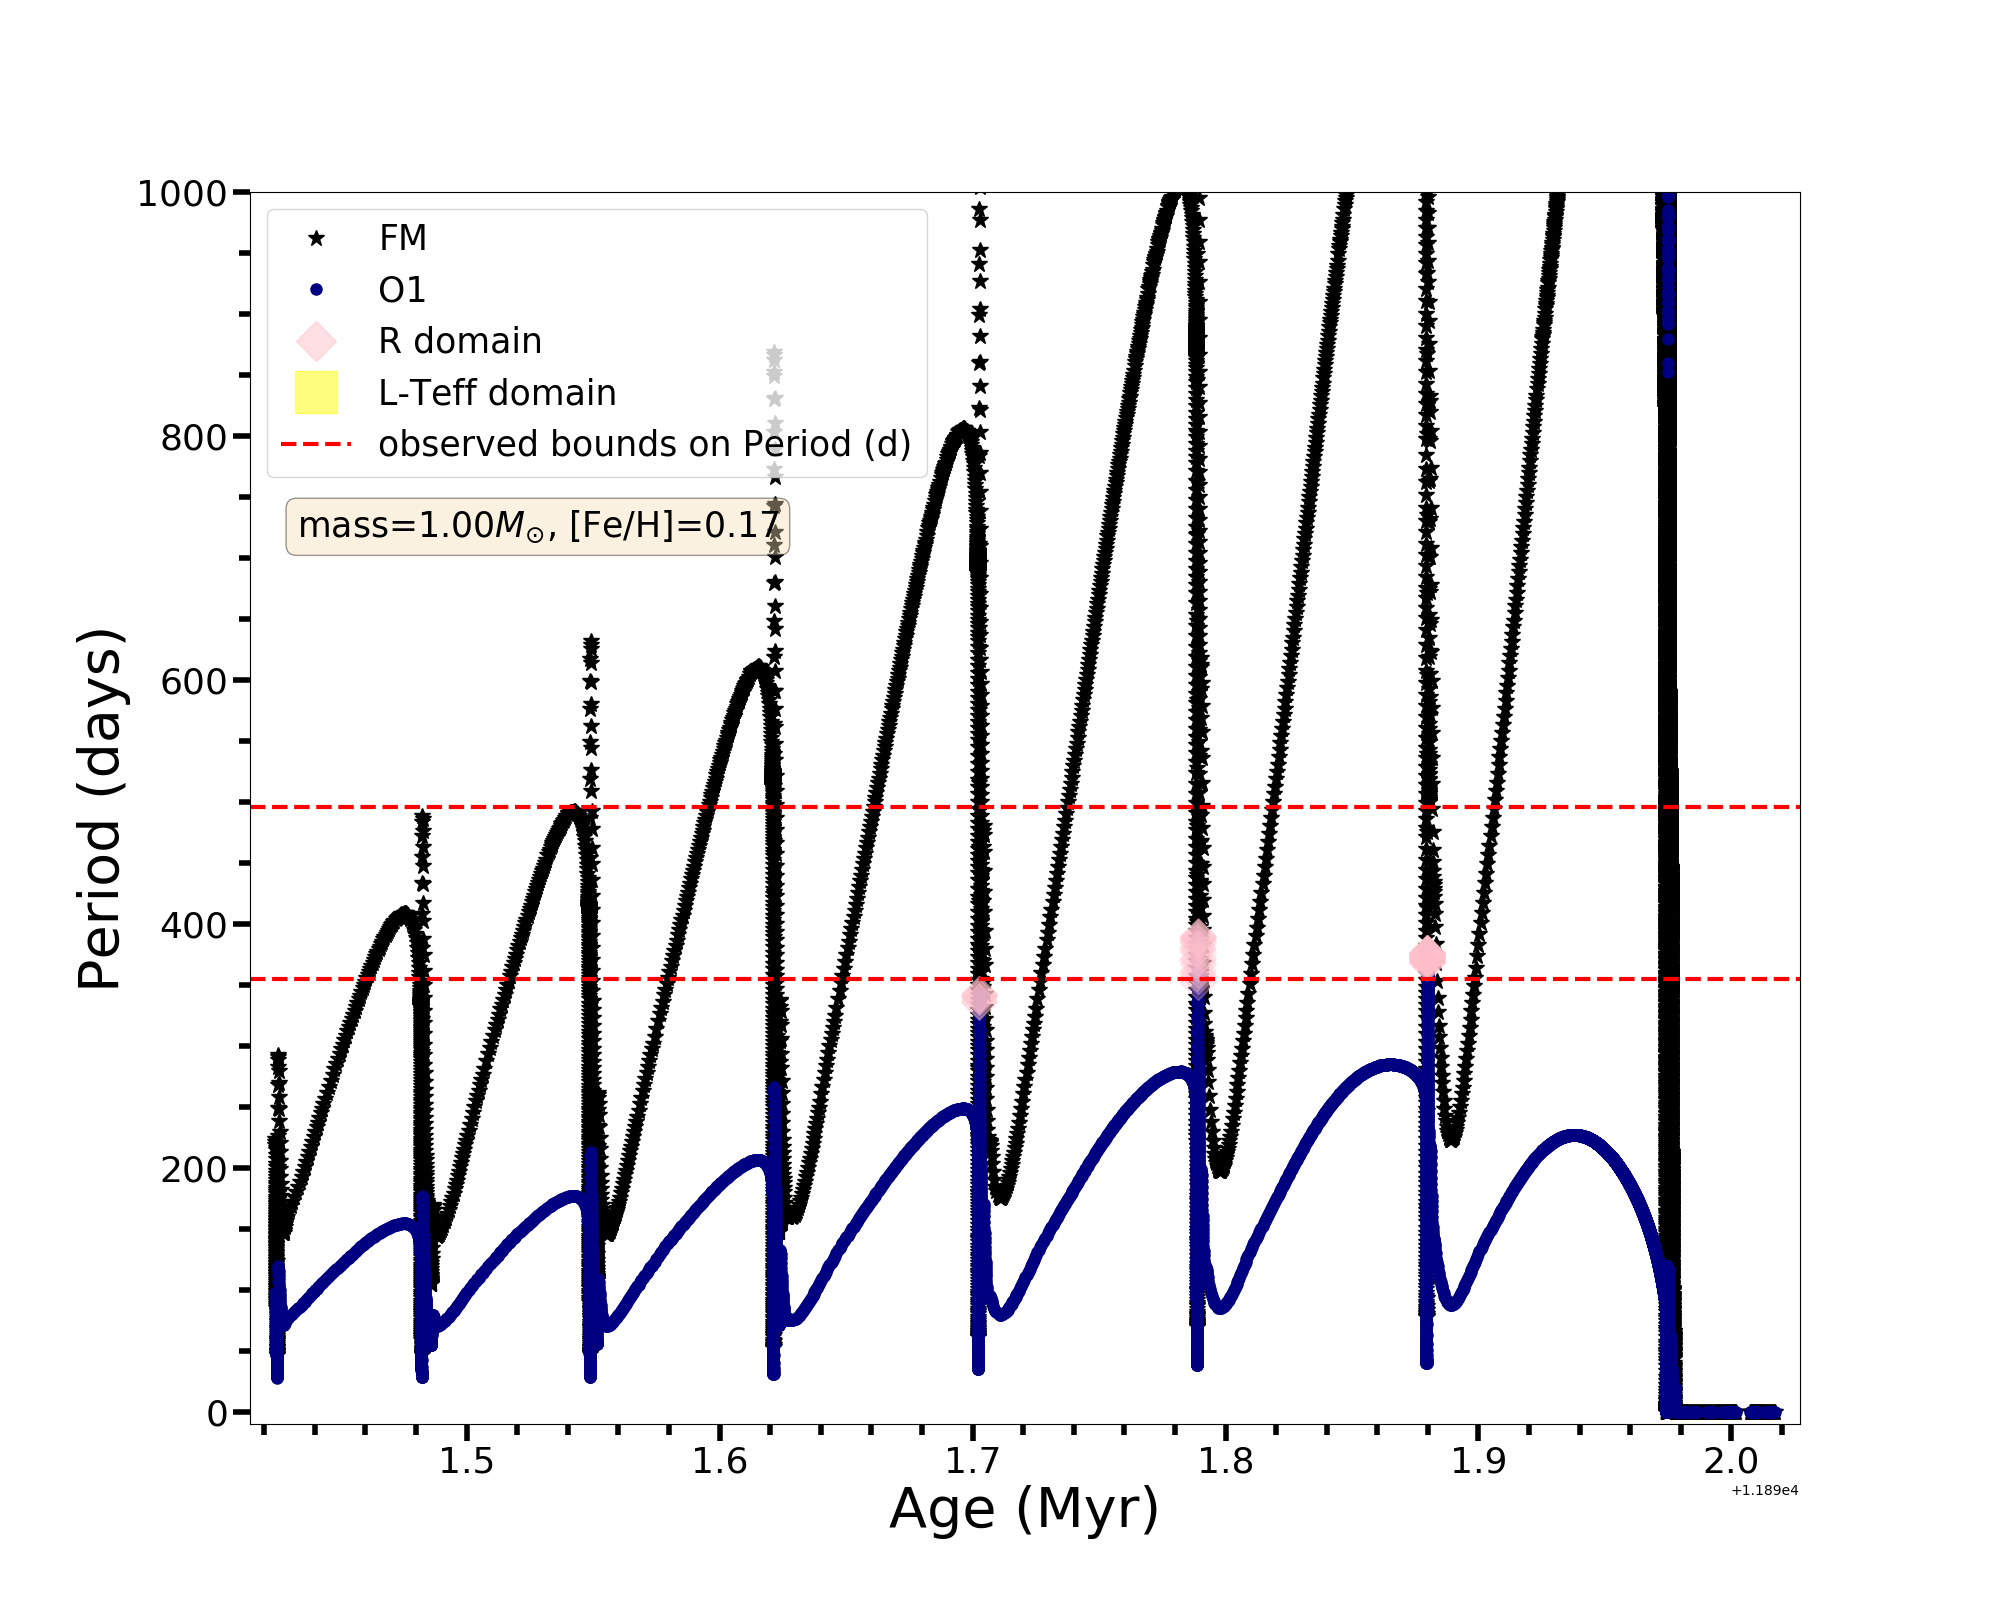 1000
800
600
400
200
0
Period (days)
FM
O1
R domain
L-Teff domain
observed bounds on Period (d)
mass=1.00M⊙, [Fe/H]=0.17
1.5 1.6 1.7 1.8 1.9 2.0
+1.189e4
Age (Myr)